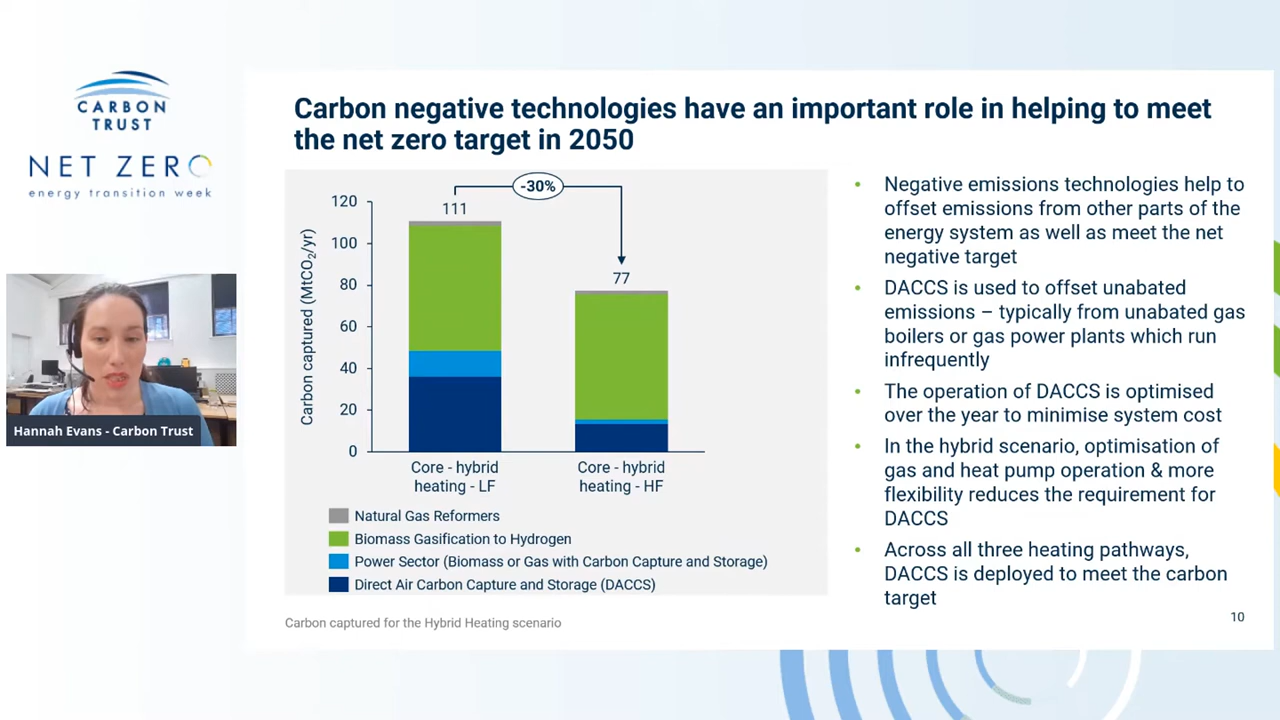 CARBON
TRUST
NET ZERO
energy transition week
Hannah Evans - Carbon Trust
Carbon negative technologies have an important role in helping to meet
the net zero target in 2050
-30%
111
77
120
100
80
60
40
20
0
Carbon captured (MtCO₂/yr)
Core - hybrid
heating - LF
Core - hybrid
heating - HF
Natural Gas Reformers
Biomass Gasification to Hydrogen
Power Sector (Biomass or Gas with Carbon Capture and Storage)
Direct Air Carbon Capture and Storage (DACCS)
Carbon captured for the Hybrid Heating scenario
• Negative emissions technologies help to
offset emissions from other parts of the
energy system as well as meet the net
negative target
• DACCS is used to offset unabated
emissions – typically from unabated gas
boilers or gas power plants which run
infrequently
• The operation of DACCS is optimised
over the year to minimise system cost
• In the hybrid scenario, optimisation of
gas and heat pump operation & more
flexibility reduces the requirement for
DACCS
• Across all three heating pathways,
DACCS is deployed to meet the carbon
target
10